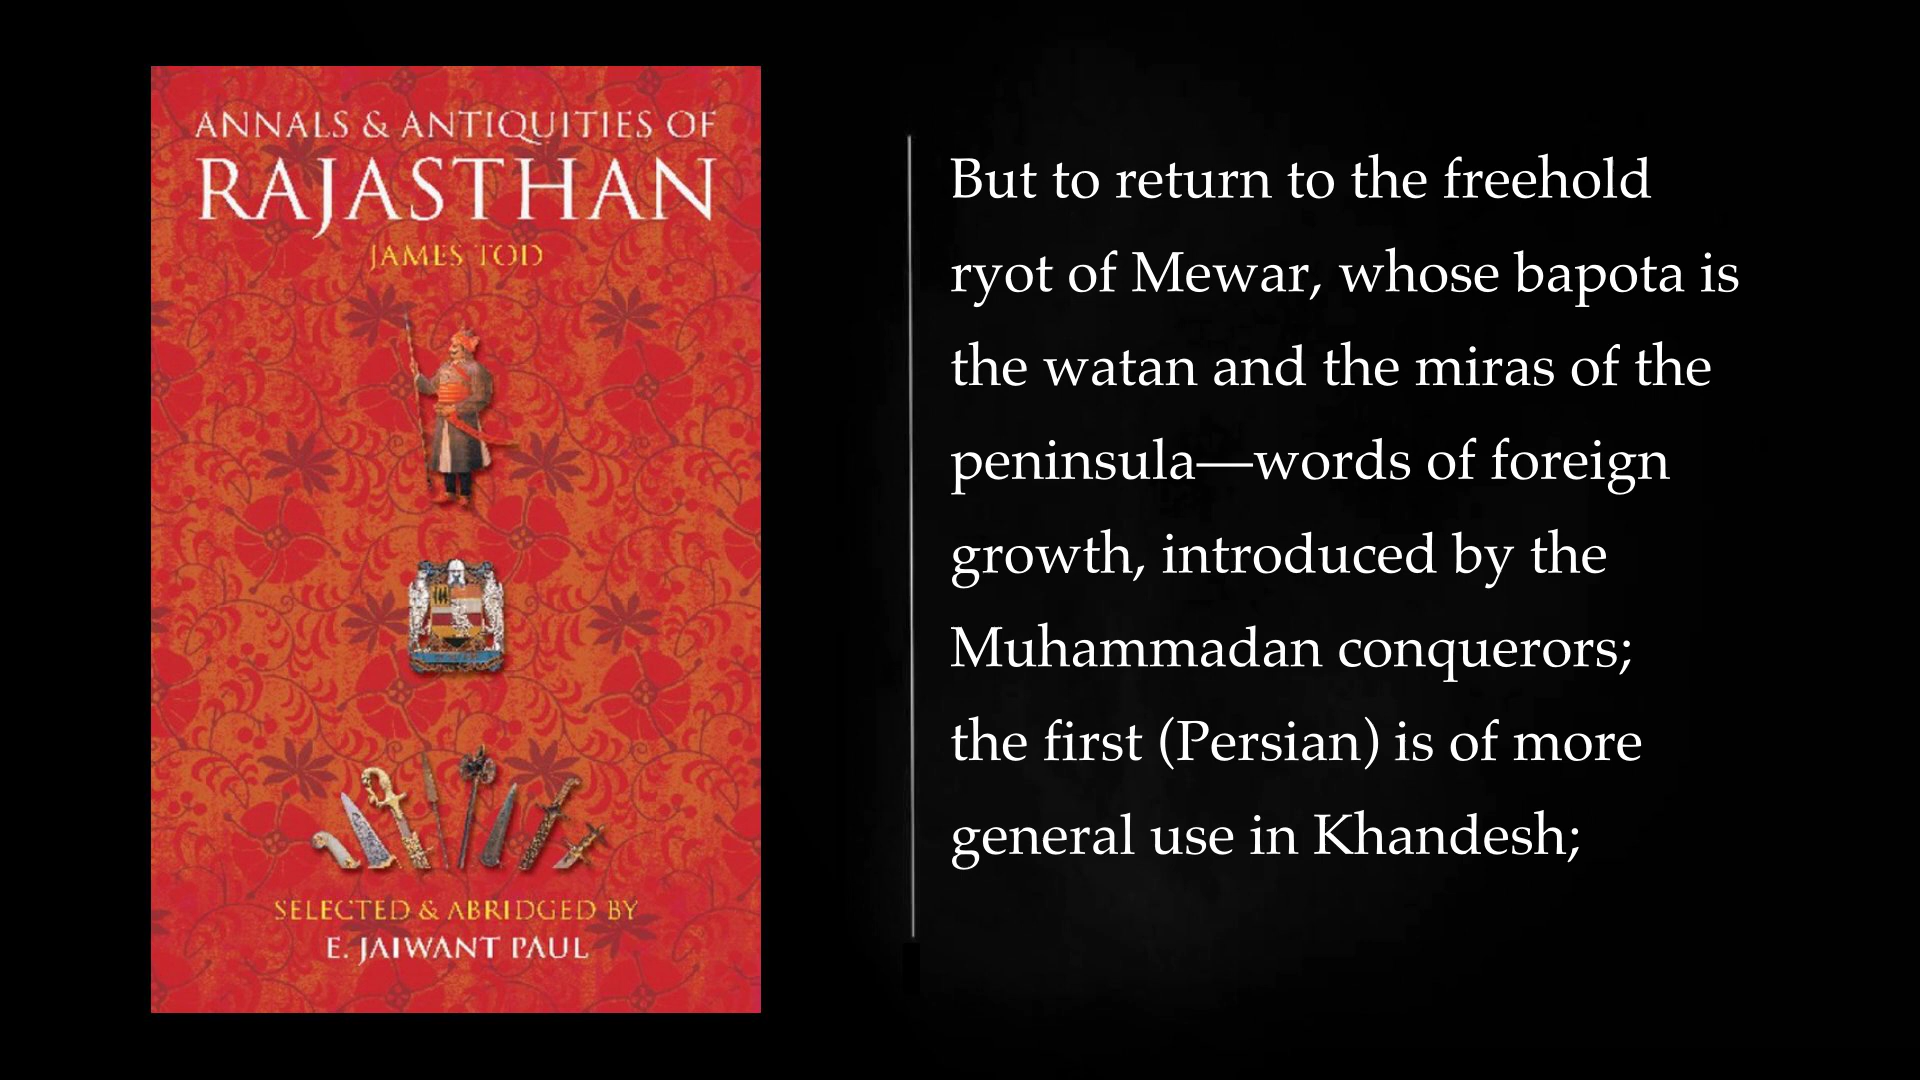 ANNALS & ANTIQUITIES OF
RAJASTHAN
JAMES TOD
SELECTED & ABRIDGED BY
E. JAIWANT PAUL
But to return to the freehold
ryot of Mewar, whose bapota is
the watan and the miras of the
peninsula—words of foreign
growth, introduced by the
Muhammadan conquerors;
the first (Persian) is of more
general use in Khandesh;